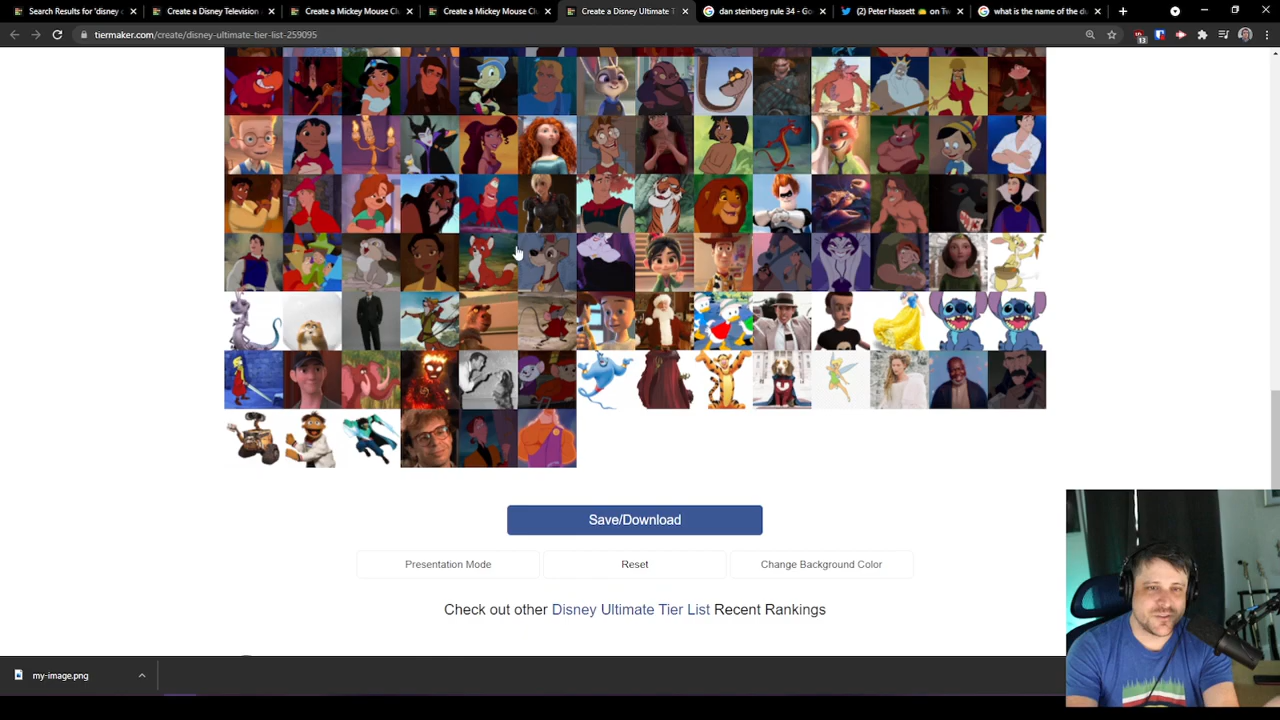 Search Results for 'disney
Create a Disney Television
Create a Mickey Mouse Cl
Create a Mickey Mouse Clu
Create a Disney Ultimate T
dan steinberg rule 34 - Go
(2) Peter Hassett
on Tw
what is the name of the du
tiermaker.com/create/disney-ultimate-tier-list-259095
13
Save/Download
Presentation Mode
Reset
Change Background Color
Check out other Disney Ultimate Tier List Recent Rankings
my-image.png